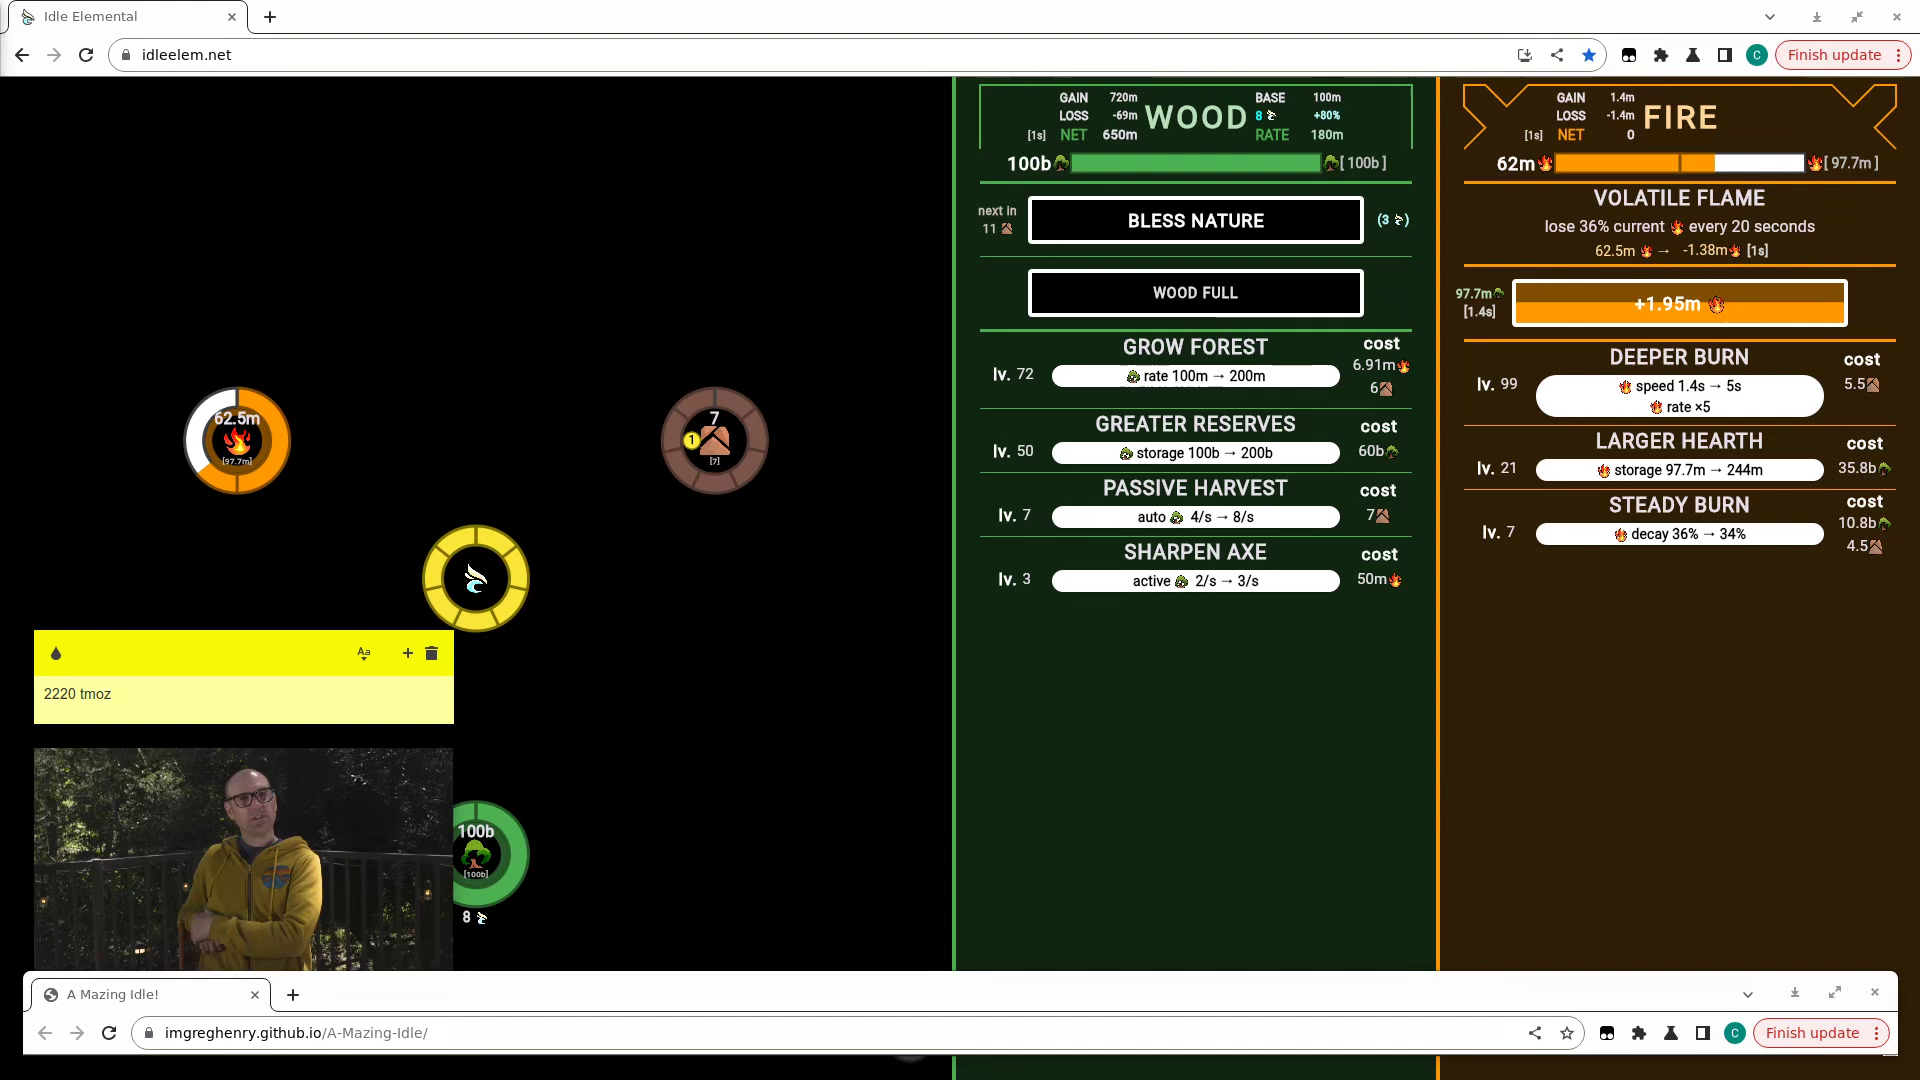 Idle Elemental
idleelem.net
C
Finish update
62.5m
[97.7m]
7
1
[7]
2220 tmoz
Aa
100b
[100b]
8
GAIN 720m
LOSS -69m
[1s] NET 650m
WOOD
BASE 100m
8 +80%
RATE 180m
100b [100b]
next in
11
BLESS NATURE
(3 )
WOOD FULL
GROW FOREST
lv. 72
rate 100m → 200m
cost
6.91m
6
GREATER RESERVES
lv. 50
storage 100b → 200b
cost
60b
PASSIVE HARVEST
lv. 7
auto 4/s → 8/s
cost
7
SHARPEN AXE
lv. 3
active 2/s → 3/s
cost
50m
GAIN 1.4m
LOSS -1.4m
[1s] NET 0
FIRE
62m [97.7m]
VOLATILE FLAME
lose 36% current every 20 seconds
62.5m → -1.38m [1s]
97.7m
[1.4s]
+1.95m
DEEPER BURN
lv. 99
speed 1.4s → 5s
rate ×5
cost
5.5
LARGER HEARTH
lv. 21
storage 97.7m → 244m
cost
35.8b
STEADY BURN
lv. 7
decay 36% → 34%
cost
10.8b
4.5
A Mazing Idle!
imgreghenry.github.io/A-Mazing-Idle/
C
Finish update